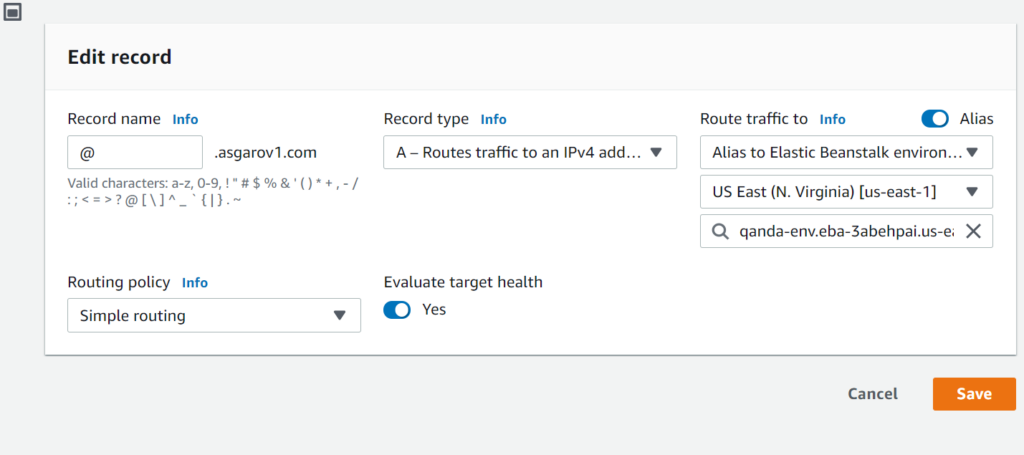 Edit record
Record name Info
@ .asgarov1.com
Valid characters: a-z, 0-9, ! " # $ % & ' ( ) * + , - /
: ; < = > ? @ [ \ ] ^ _ ` { | } . ~
Record type Info
A – Routes traffic to an IPv4 add...
Route traffic to Info Alias
Alias to Elastic Beanstalk environ...
US East (N. Virginia) [us-east-1]
qanda-env.eba-3abehpai.us-ea
Routing policy Info
Simple routing
Evaluate target health
Yes
Cancel Save